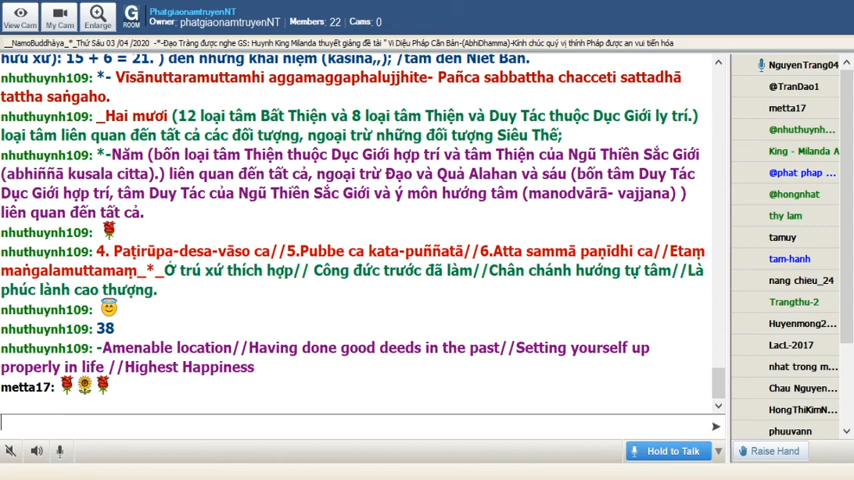 PhatgiaonamtruyenNT
Owner: phatgiaonamtruyenNT Members: 22 Cams: 0
View Cam
My Cam
Enlarge
G
ROOM
__NamoBuddhàya_*_Thứ Sáu 03 /04 /2020 -*-Đạo Tràng được nghe GS: Huynh King Milanda thuyết giảng đề tài " Vi Diệu Pháp Căn Bản-(AbhiDhamma)-Kính chúc quý vị thính Pháp được an vui tiến hóa
hữu xứ): 15 + 6 = 21. ) đến những khái niệm (kasina,,); /tâm đến Niết Bàn.
nhuthuynh109: *- Vīsānuttaramuttamhi aggamaggaphalujjhite- Pañca sabbattha chacceti sattadhā
tattha saṅgaho.
nhuthuynh109: _Hai mươi (12 loại tâm Bất Thiện và 8 loại tâm Thiện và Duy Tác thuộc Dục Giới ly trí.)
loại tâm liên quan đến tất cả các đối tượng, ngoại trừ những đối tượng Siêu Thế;
nhuthuynh109: *-Năm (bốn loại tâm Thiện thuộc Dục Giới hợp trí và tâm Thiện của Ngũ Thiền Sắc Giới
(abhiññā kusala citta).) liên quan đến tất cả, ngoại trừ Đạo và Quả Alahan và sáu (bốn tâm Duy Tác
Dục Giới hợp trí, tâm Duy Tác của Ngũ Thiền Sắc Giới và ý môn hướng tâm (manodvārā- vajjana) )
liên quan đến tất cả.
nhuthuynh109:
nhuthuynh109: 4. Paṭirūpa-desa-vāso ca//5.Pubbe ca kata-puññatā//6.Atta sammā paṇīdhi ca//Etaṃ
maṅgalamuttamaṃ_*_Ở trú xứ thích hợp// Công đức trước đã làm//Chân chánh hướng tự tâm//Là
phúc lành cao thượng.
nhuthuynh109:
nhuthuynh109: 38
nhuthuynh109: -Amenable location//Having done good deeds in the past//Setting yourself up
properly in life //Highest Happiness
metta17:
Hold to Talk
NguyenTrang04
@TranDao1
metta17
@nhuthuynh...
King - Milanda A
@phat phap ...
@hongnhat
thy lam
tamuy
tam-hanh
nang chieu_24
Trangthu-2
Huyenmong2...
LacL-2017
nhat trong m...
Chau Nguyen...
HongThiKimN...
phuuvann
Raise Hand